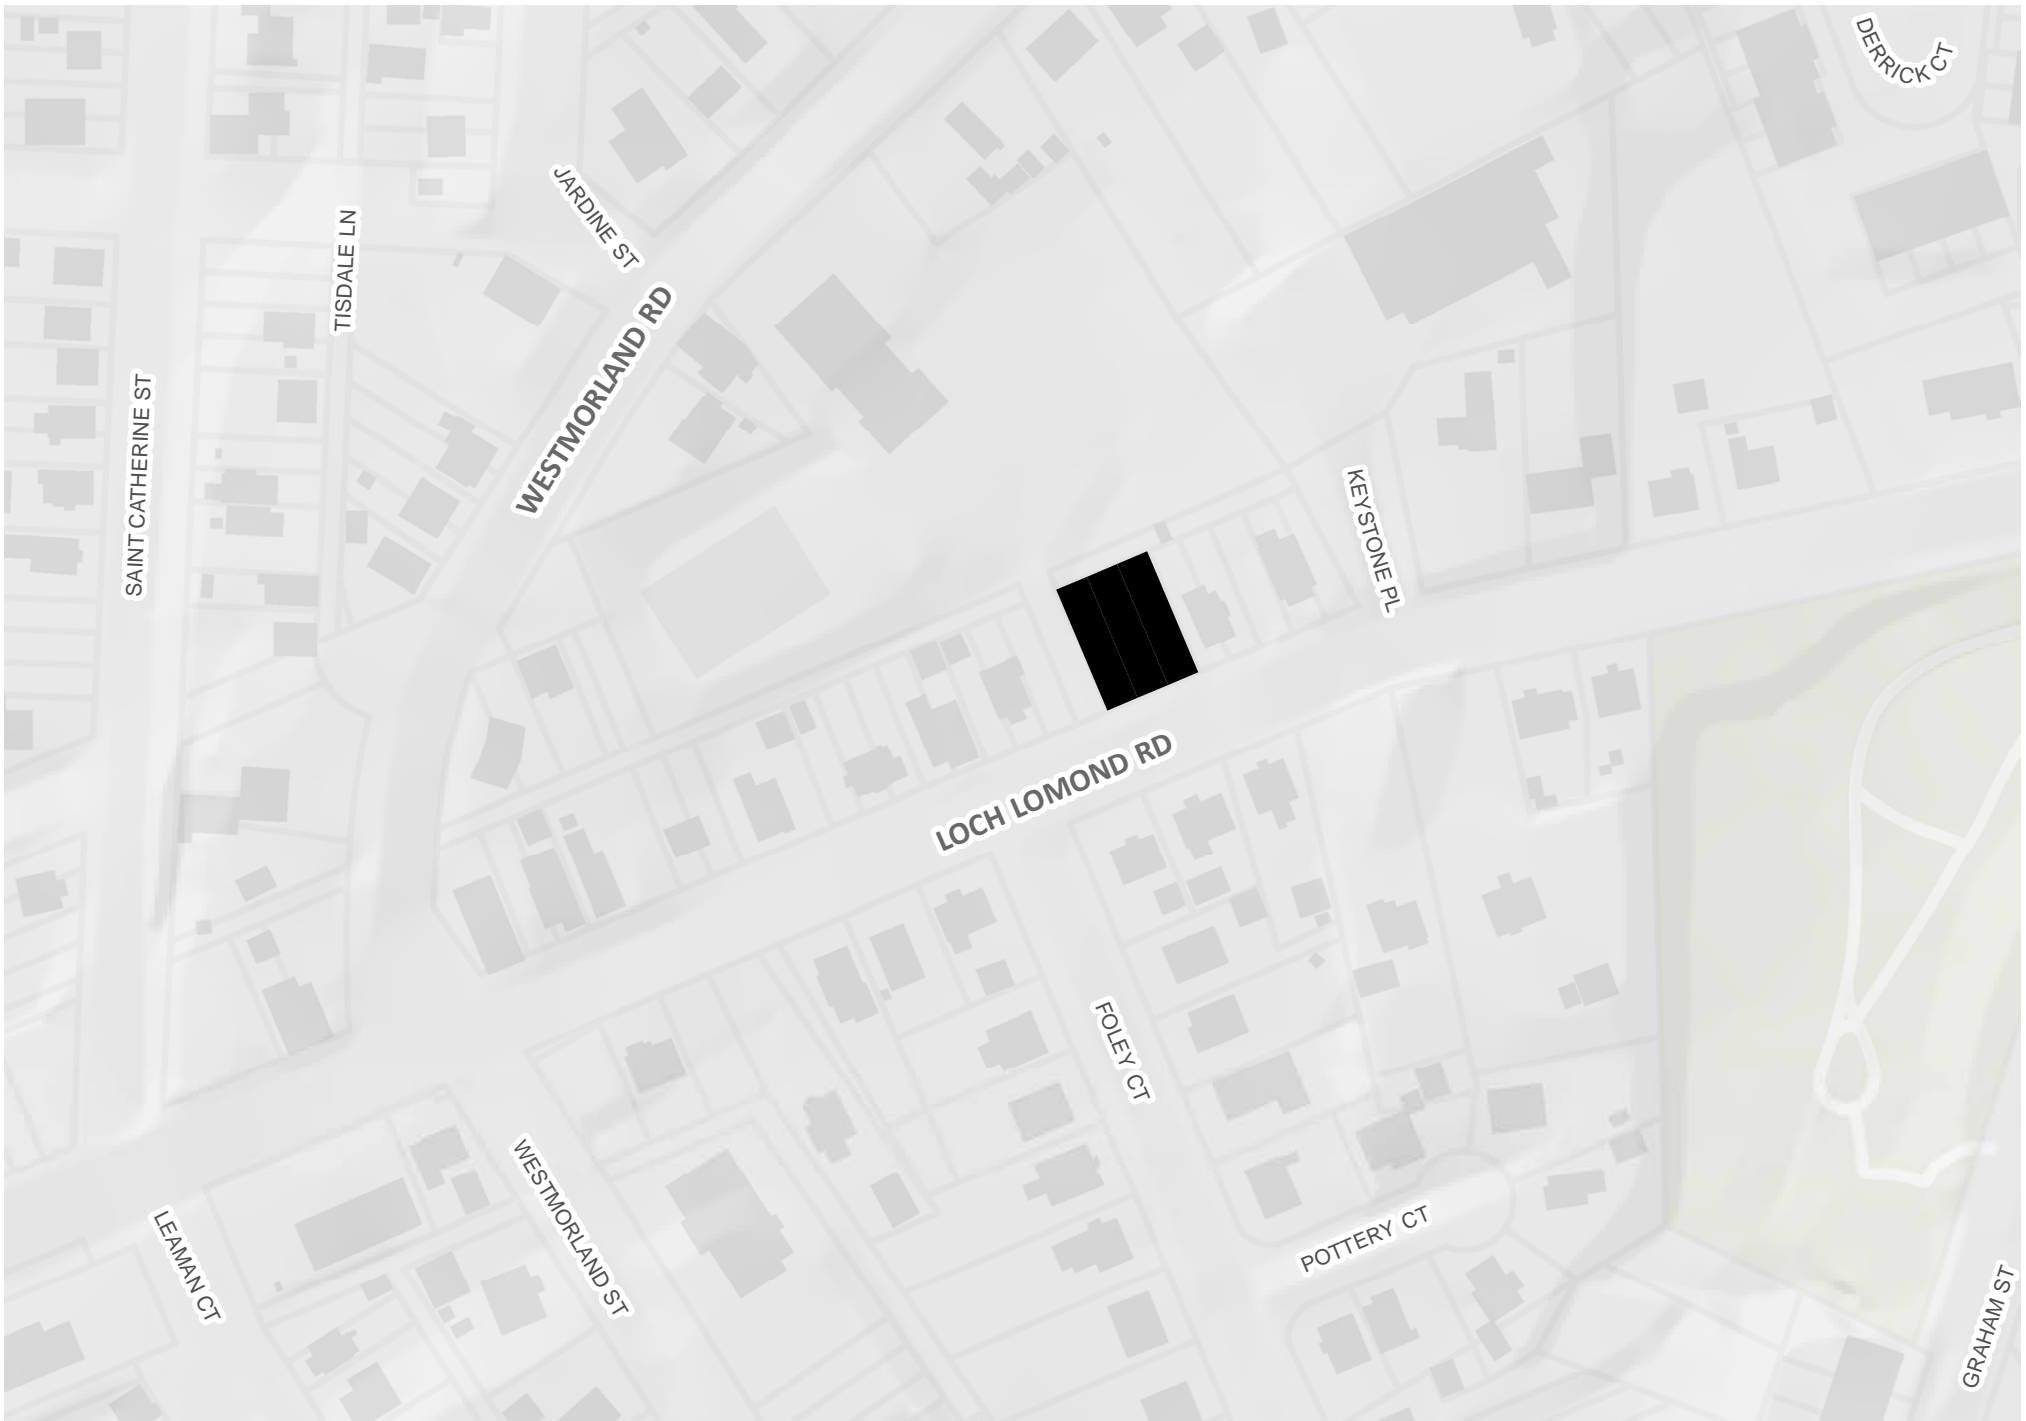 DERRICK CT
JARDINE ST
TISDALE LN
WESTMORLAND RD
SAINT CATHERINE ST
KEYSTONE PL
LOCH LOMOND RD
FOLEY CT
WESTMORLAND ST
LEAMAN CT
POTTERY CT
GRAHAM ST